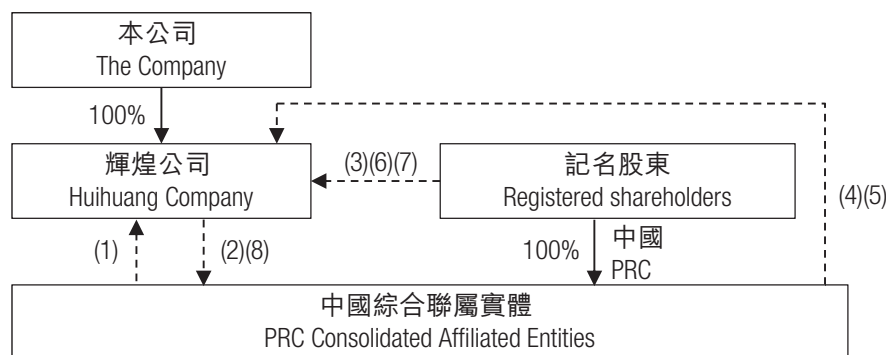 本公司
The Company
100%
輝煌公司
Huihuang Company
(3)(6)(7)
記名股東
Registered shareholders
(4)(5)
(1)
(2)(8)
100%
中國
PRC
中國綜合聯屬實體
PRC Consolidated Affiliated Entities